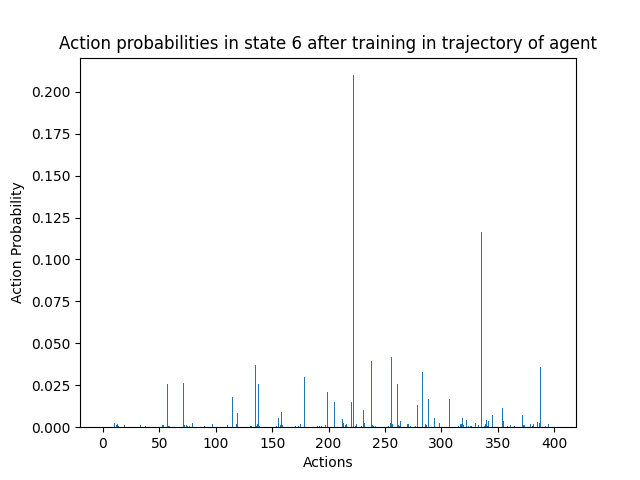 Action probabilities in state 6 after training in trajectory of agent
0.200
0.175
0.150
0.125
0.100
0.075
0.050
0.025
0.000
Action Probability
0 50 100 150 200 250 300 350 400
Actions